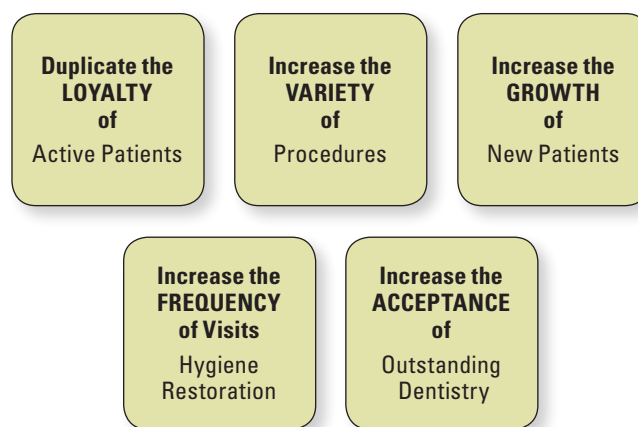 Duplicate the
LOYALTY
of
Active Patients
Increase the
VARIETY
of
Procedures
Increase the
GROWTH
of
New Patients
Increase the
FREQUENCY
of Visits
Hygiene
Restoration
Increase the
ACCEPTANCE
of
Outstanding
Dentistry